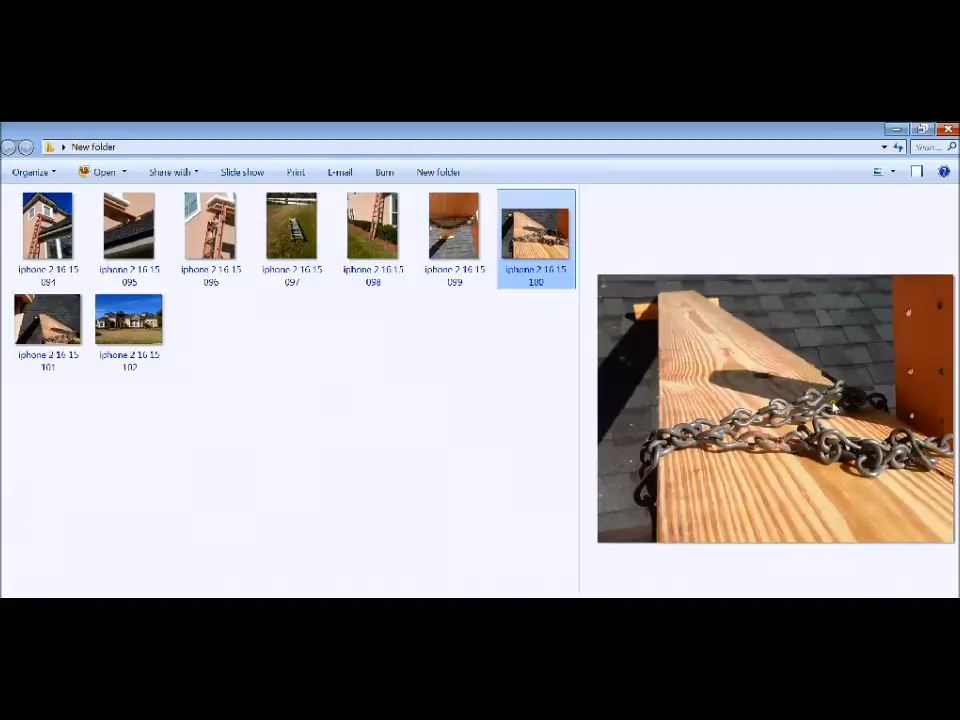 New folder
Searc...
Organize
Open
Share with
Slide show
Print
E-mail
Burn
New folder
iphone 2 16 15
094
iphone 2 16 15
095
iphone 2 16 15
096
iphone 2 16 15
097
iphone 2 16 15
098
iphone 2 16 15
099
iphone 2 16 15
100
iphone 2 16 15
101
iphone 2 16 15
102